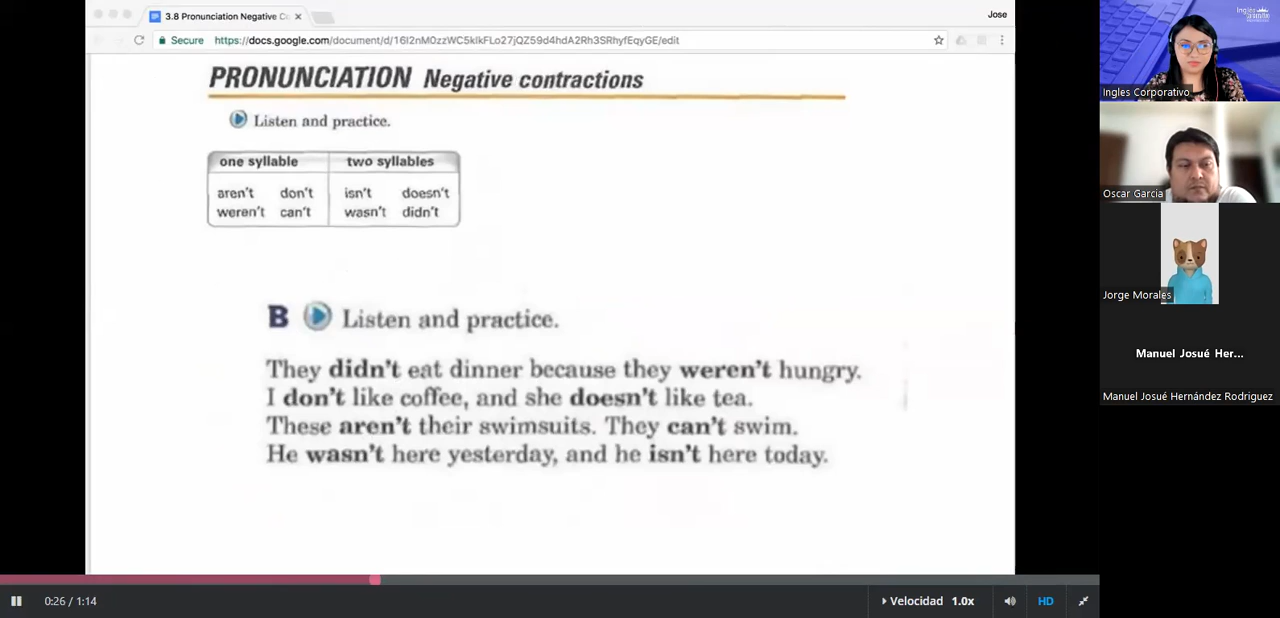 3.8 Pronunciation Negative Co
Jose
Secure https://docs.google.com/document/d/16I2nM0zzWC5kIkFLo27jQZ59d4hdA2Rh3SRhyfEqyGE/edit
PRONUNCIATION Negative contractions
Listen and practice.
one syllable two syllables
aren't don't isn't doesn't
weren't can't wasn't didn't
B Listen and practice.
They didn't eat dinner because they weren't hungry.
I don't like coffee, and she doesn't like tea.
These aren't their swimsuits. They can't swim.
He wasn't here yesterday, and he isn't here today.
0:26 / 1:14
Velocidad 1.0x
HD
Ingles
Ingles Corporativo
Oscar Garcia
Jorge Morales
Manuel Josué Her...
Manuel Josué Hernández Rodriguez